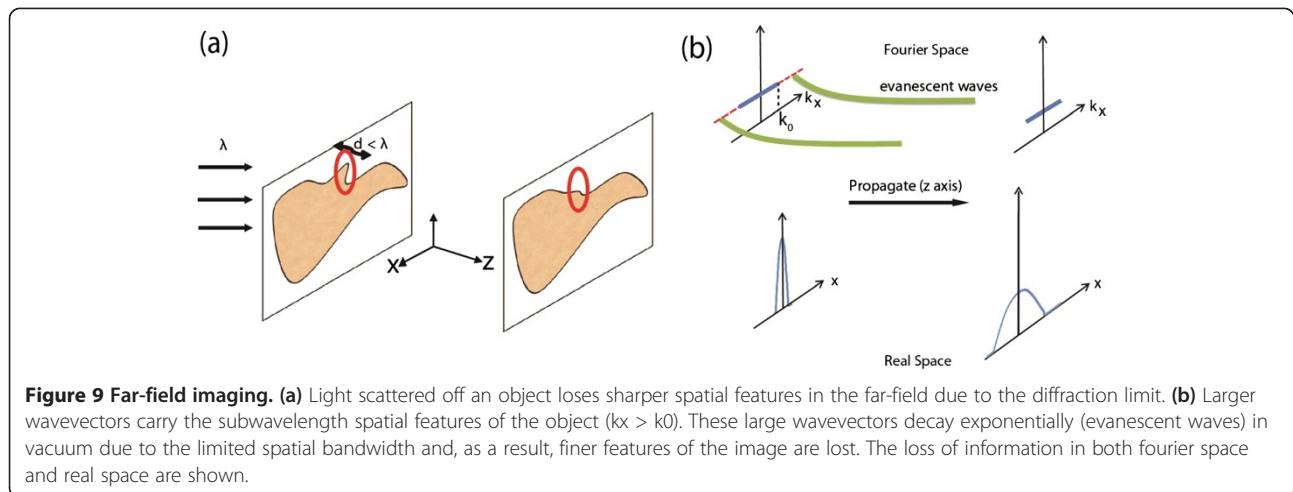 (a)
λ
d < λ
X
Z
(b)
Fourier Space
evanescent waves
k_x
k_0
k_x
Propagate (z axis)
x
x
Real Space
Figure 9 Far-field imaging. (a) Light scattered off an object loses sharper spatial features in the far-field due to the diffraction limit. (b) Larger
wavevectors carry the subwavelength spatial features of the object (kx > k0). These large wavevectors decay exponentially (evanescent waves) in
vacuum due to the limited spatial bandwidth and, as a result, finer features of the image are lost. The loss of information in both fourier space
and real space are shown.